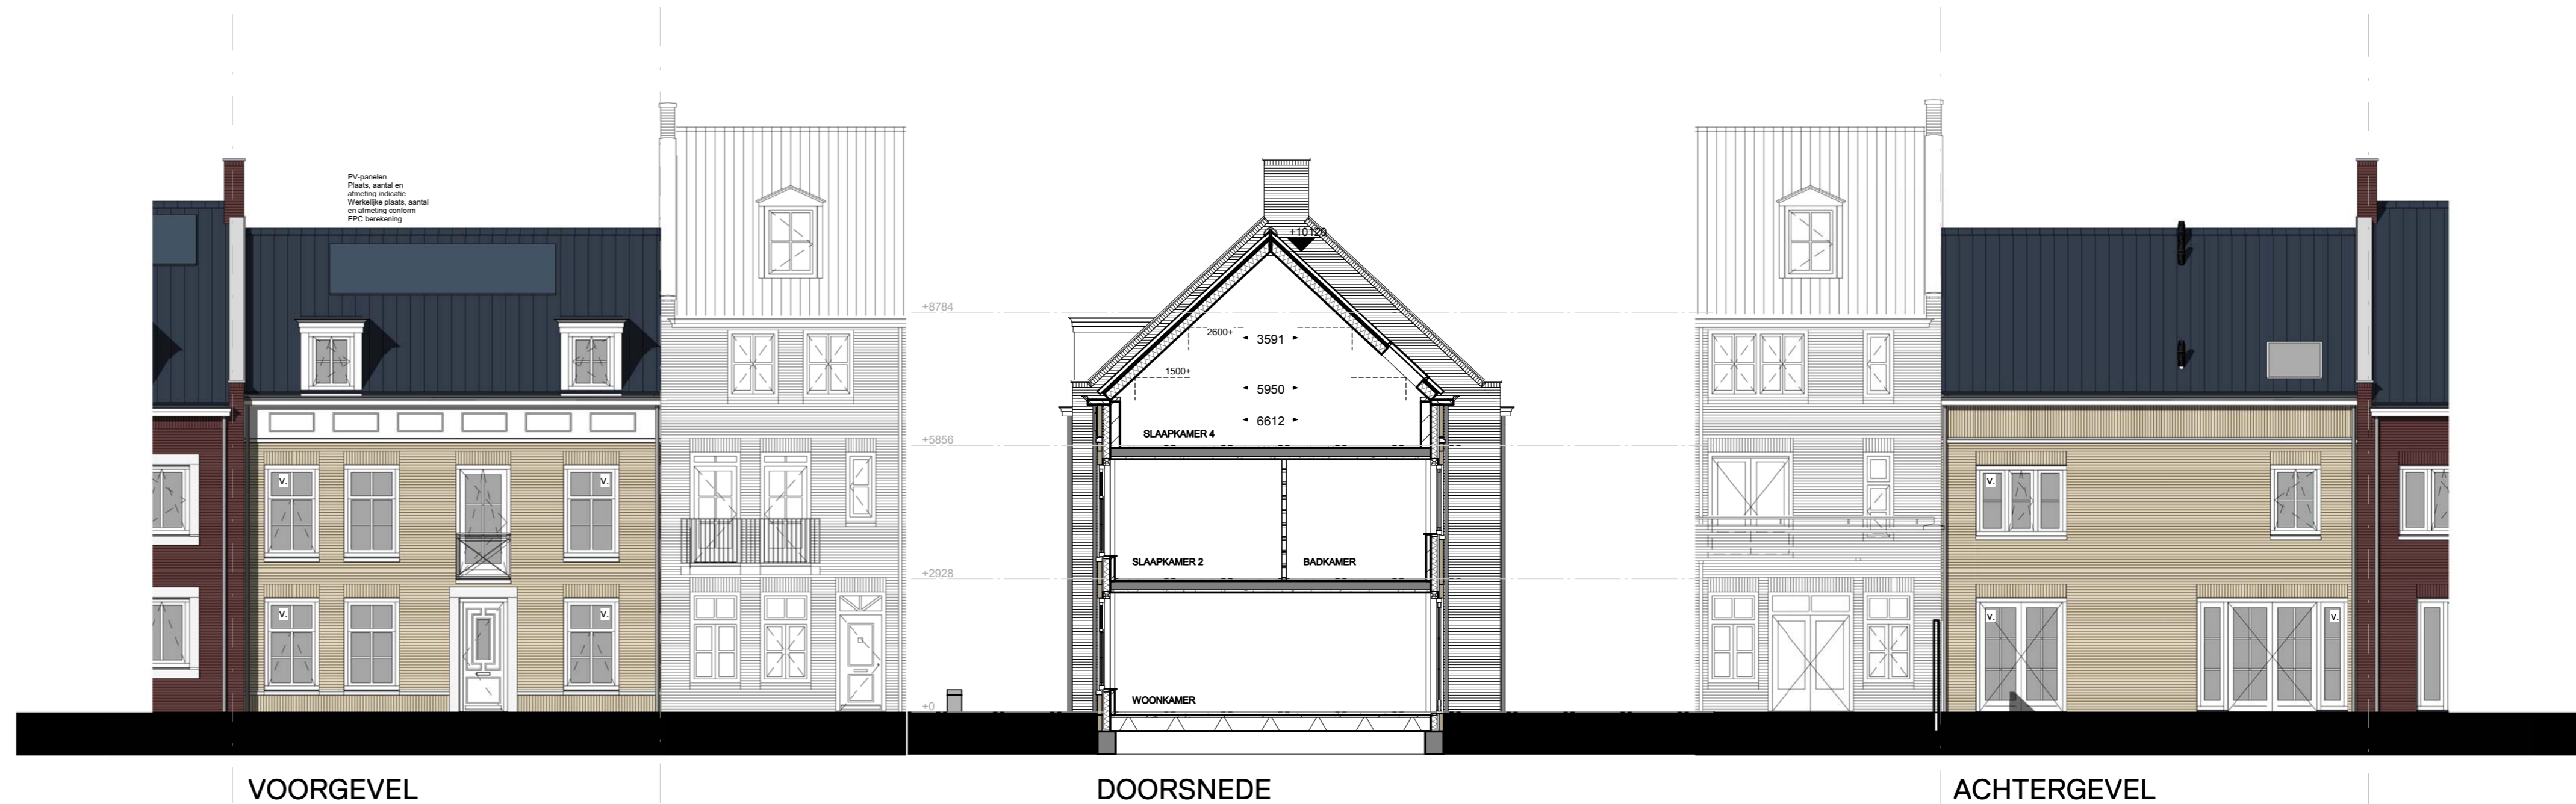 PV-panelen
Plaats, aantal en
afmeting indicatie
Werkelijke plaats, aantal
en afmeting conform
EPC berekening
V.
V.
V.
V.
VOORGEVEL
+8784
+5856
+2928
+0
+10120
2600+
3591
1500+
5950
6612
SLAAPKAMER 4
SLAAPKAMER 2
BADKAMER
WOONKAMER
DOORSNEDE
V.
V.
V.
ACHTERGEVEL